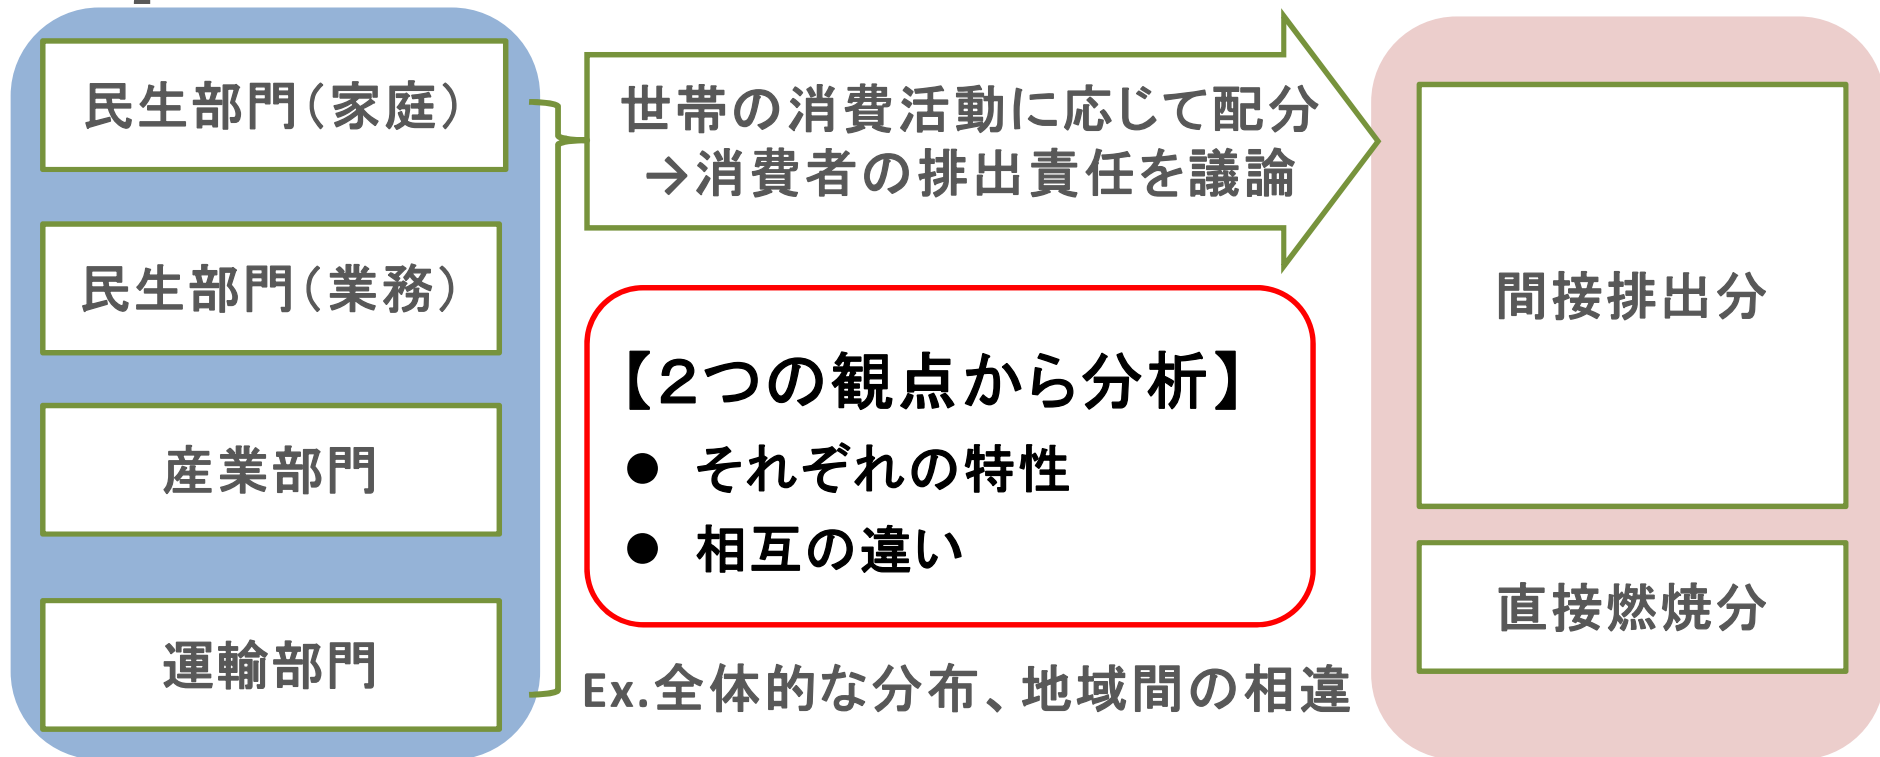 民生部門（家庭）
民生部門（業務）
産業部門
運輸部門
世帯の消費活動に応じて配分
→消費者の排出責任を議論
【２つの観点から分析】
● それぞれの特性
● 相互の違い
Ex.全体的な分布、地域間の相違
間接排出分
直接燃焼分